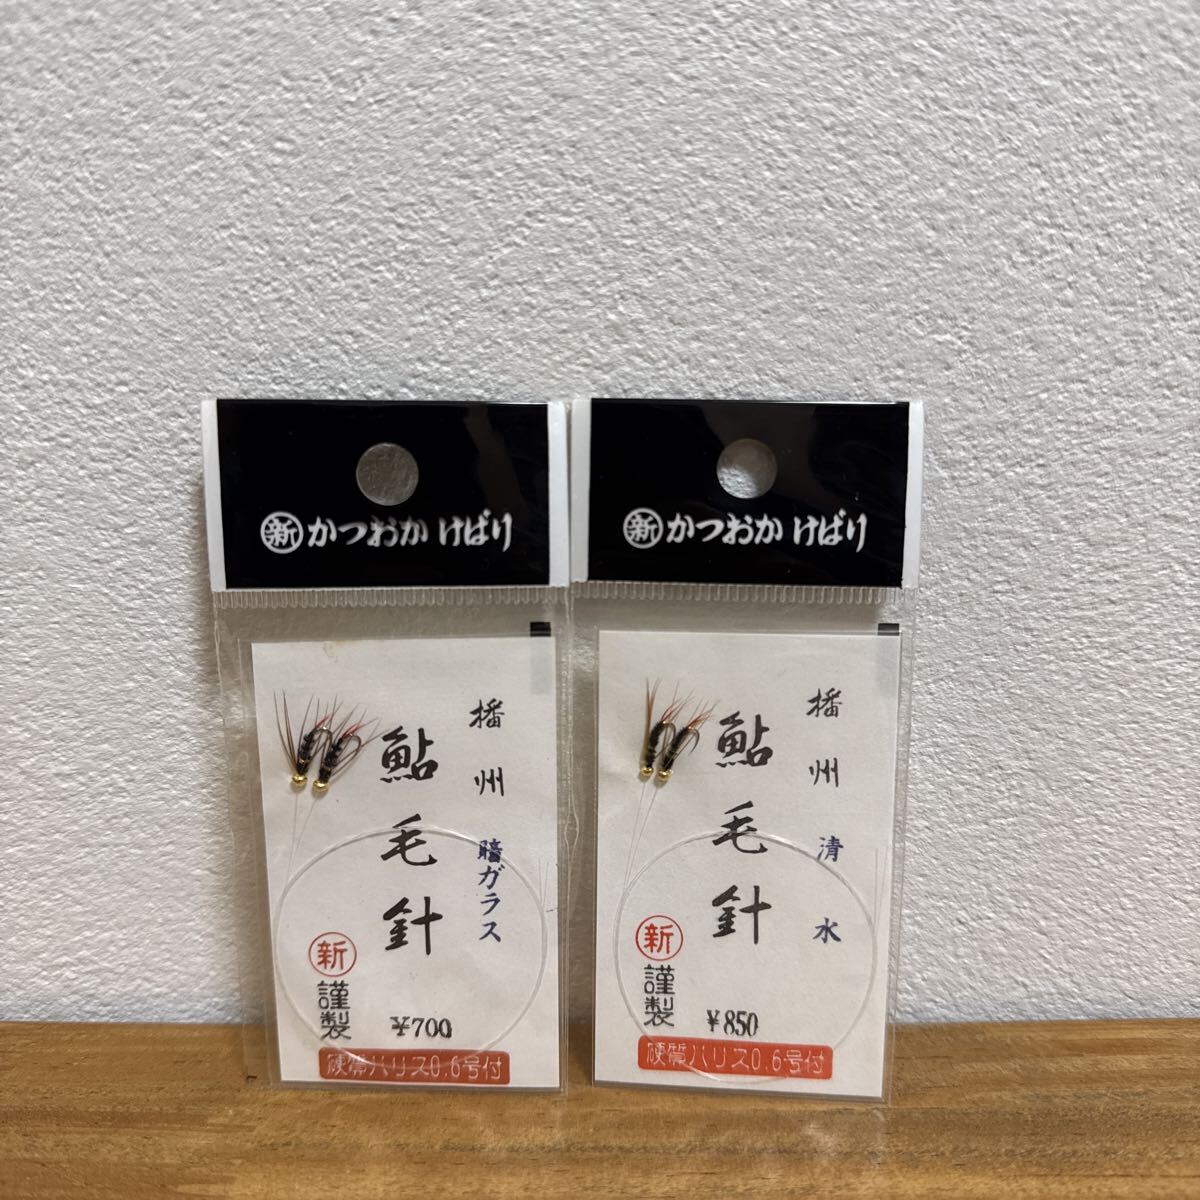 新 かつおか けばり
播州
鮎毛針
暗ガラス
新
謹製
¥700
硬質ハリス0.6号付
新 かつおか けばり
播州
鮎毛針
清水
新
謹製
¥850
硬質ハリス0.6号付